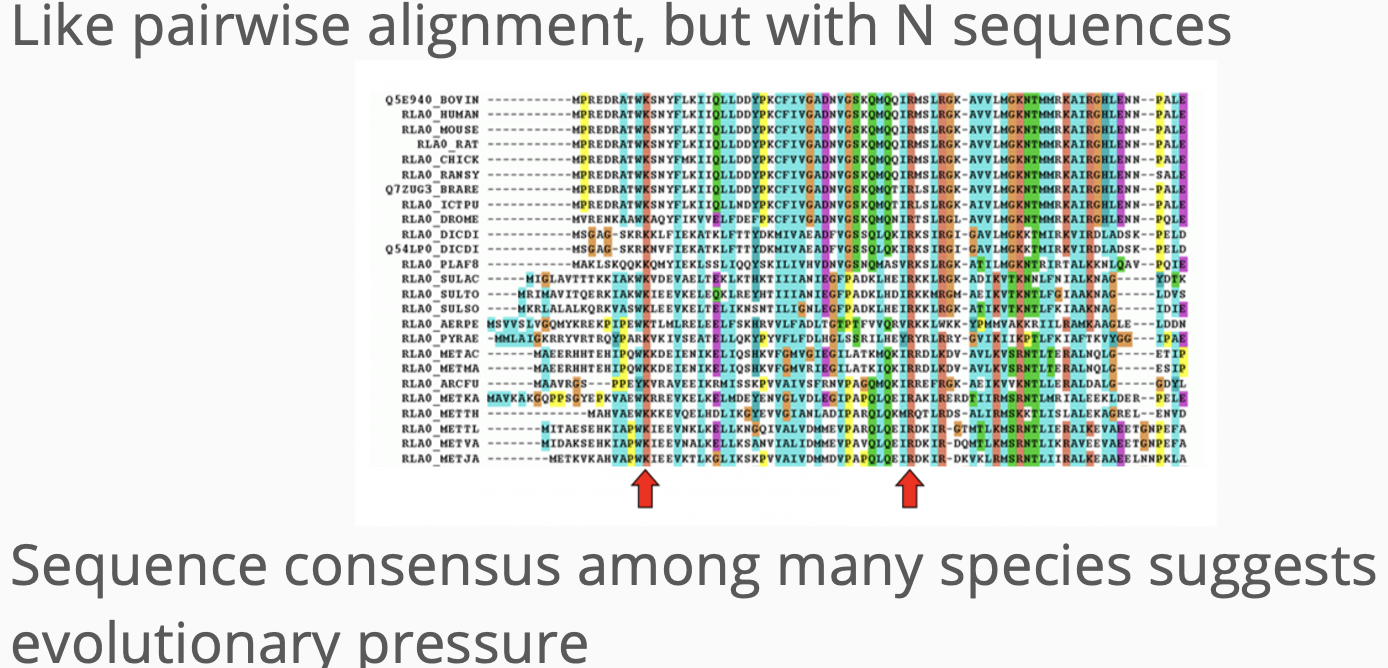 Like pairwise alignment, but with N sequences
Q5E940_BOVIN ----------MPREDRATWKSNYFLKIIQLLDDYPKCFIVGADNVGSKQMQQIRMSLRGK-AVVLMGKNTMMRKAIRGHLENN--PALE
RLA0_HUMAN ----------MPREDRATWKSNYFLKIIQLLDDYPKCFIVGADNVGSKQMQQIRMSLRGK-AVVLMGKNTMMRKAIRGHLENN--PALE
RLA0_MOUSE ----------MPREDRATWKSNYFLKIIQLLDDYPKCFIVGADNVGSKQMQQIRMSLRGK-AVVLMGKNTMMRKAIRGHLENN--PALE
RLA0_RAT ----------MPREDRATWKSNYFLKIIQLLDDYPKCFIVGADNVGSKQMQQIRMSLRGK-AVVLMGKNTMMRKAIRGHLENN--PALE
RLA0_CHICK ----------MPREDRATWKSNYFMKIIQLLDDYPKCFVVGADNVGSKQMQQIRMSLRGK-AVVLMGKNTMMRKAIRGHLENN--PALE
RLA0_RANSY ----------MPREDRATWKSNYFLKIIQLLDDYPKCFIVGADNVGSKQMQQIRMSLRGK-AVVLMGKNTMMRKAIRGHLENN--SALE
Q7ZUG3_BRARE ----------MPREDRATWKSNYFLKIIQLLDDYPKCFIVGADNVGSKQMQTIRLSLRGK-AVVLMGKNTMMRKAIRGHLENN--PALE
RLA0_ICTPU ----------MPREDRATWKSNYFLKIIQLLNDYPKCFIVGADNVGSKQMQTIRLSLRGK-AIVLMGKNTMMRKAIRGHLENN--PALE
RLA0_DROME ----------MVRENKAAWKAQYFIKVVELFDEFPKCFIVGADNVGSKQMQNIRTSLRGL-AVVLMGKNTMMRKAIRGHLENN--PQLE
RLA0_DICDI ----------MSGAG-SKRKKLFIEKATKLFTTYDKMIVAEADFVGSSQLQKIRKSIRGI-GAVLMGKKTMIRKVIRDLADSK--PELD
Q54LP0_DICDI ----------MSGAG-SKRKNVFIEKATKLFTTYDKMIVAEADFVGSSQLQKIRKSIRGI-GAVLMGKKTMIRKVIRDLADSK--PELD
RLA0_PLAF8 ----------MAKLSKQQKKQMYIEKLSSLIQQYSKILIVHVDNVGSNQMASVRKSLRGK-ATILMGKNTRIRTALKKNLQAV--PQIE
RLA0_SULAC -----MIGLAVTTTKKIAKWKVDEVAELTEKLKTHKTIIIANIEGFPADKLHEIRKKLRGK-ADIKVTKNNLFNIALKNAG-----YDTK
RLA0_SULTO ----MRIMAVITQERKIAKWKIEEVKELEQKLREYHTIIIANIEGFPADKLHDIRKKMRGM-AEIKVTKNTLFGIAAKNAG-----LDVS
RLA0_SULSO ----MKRLALALKQRKVASWKLEEVKELTELIKNSNTILIGNLEGFPADKLHEIRKKLRGK-ATIKVTKNTLFKIAAKNAG-----IDIE
RLA0_AERPE MSVVSLVGQMYKREKPIPEWKTLMLRELEELFSKHRVVLFADLTGTPTFVVQRVRKKLWKK-YPMMVAKKRIILRAMKAAGLE---LDDN
RLA0_PYRAE -MMLAIGKRRYVRTRQYPARKVKIVSEATELLQKYPYVFLFDLHGLSSRILHEYRYRLRRY-GVIKIIKPTLFKIAFTKVYGG---IPAE
RLA0_METAC -----MAEERHHTEHIPQWKKDEIENIKELIQSHKVFGMVGIEGILATKMQKIRRDLKDV-AVLKVSRNTLTERALNQLG-----ETIP
RLA0_METMA -----MAEERHHTEHIPQWKKDEIENIKELIQSHKVFGMVRIEGILATKIQKIRRDLKDV-AVLKVSRNTLTERALNQLG-----ESIP
RLA0_ARCFU -----MAAVRGS---PPEYKVRAVEEIKRMISSKPVVAIVSFRNVPAGQMQKIRREFRGK-AEIKVVKNTLLERALDALG-----GDYL
RLA0_METKA MAVKAKGQPPSGYEPKVAEWKRREVKELKELMDEYENVGLVDLEGIPAPQLQEIRAKLRERDTIIRMSRNTLMRIALEEKLDER--PELE
RLA0_METTH ------------MAHVAEWKKKEVQELHDLIKGYEVVGIANLADIPARQLQKMRQTLRDS-ALIRMSKKTLISLALEKAGREL--ENVD
RLA0_METTL -------MITAESEHKIAPWKIEEVNKLKELLKNGQIVALVDMMEVPARQLQEIRDKIR-GTMTLKMSRNTLIERAIKEVAEETGNPEFA
RLA0_METVA -------MIDAKSEHKIAPWKIEEVNALKELLKSANVIALIDMMEVPAVQLQEIRDKIR-DQMTLKMSRNTLIKRAVEEVAEETGNPEFA
RLA0_METJA -------METKVKAHVAPWKIEEVKTLKGLIKSKPVVAIVDMMDVPAPQLQEIRDKIR-DKVKLRMSRNTLIIRALKEAAEELNNPKLA
Sequence consensus among many species suggests
evolutionary pressure